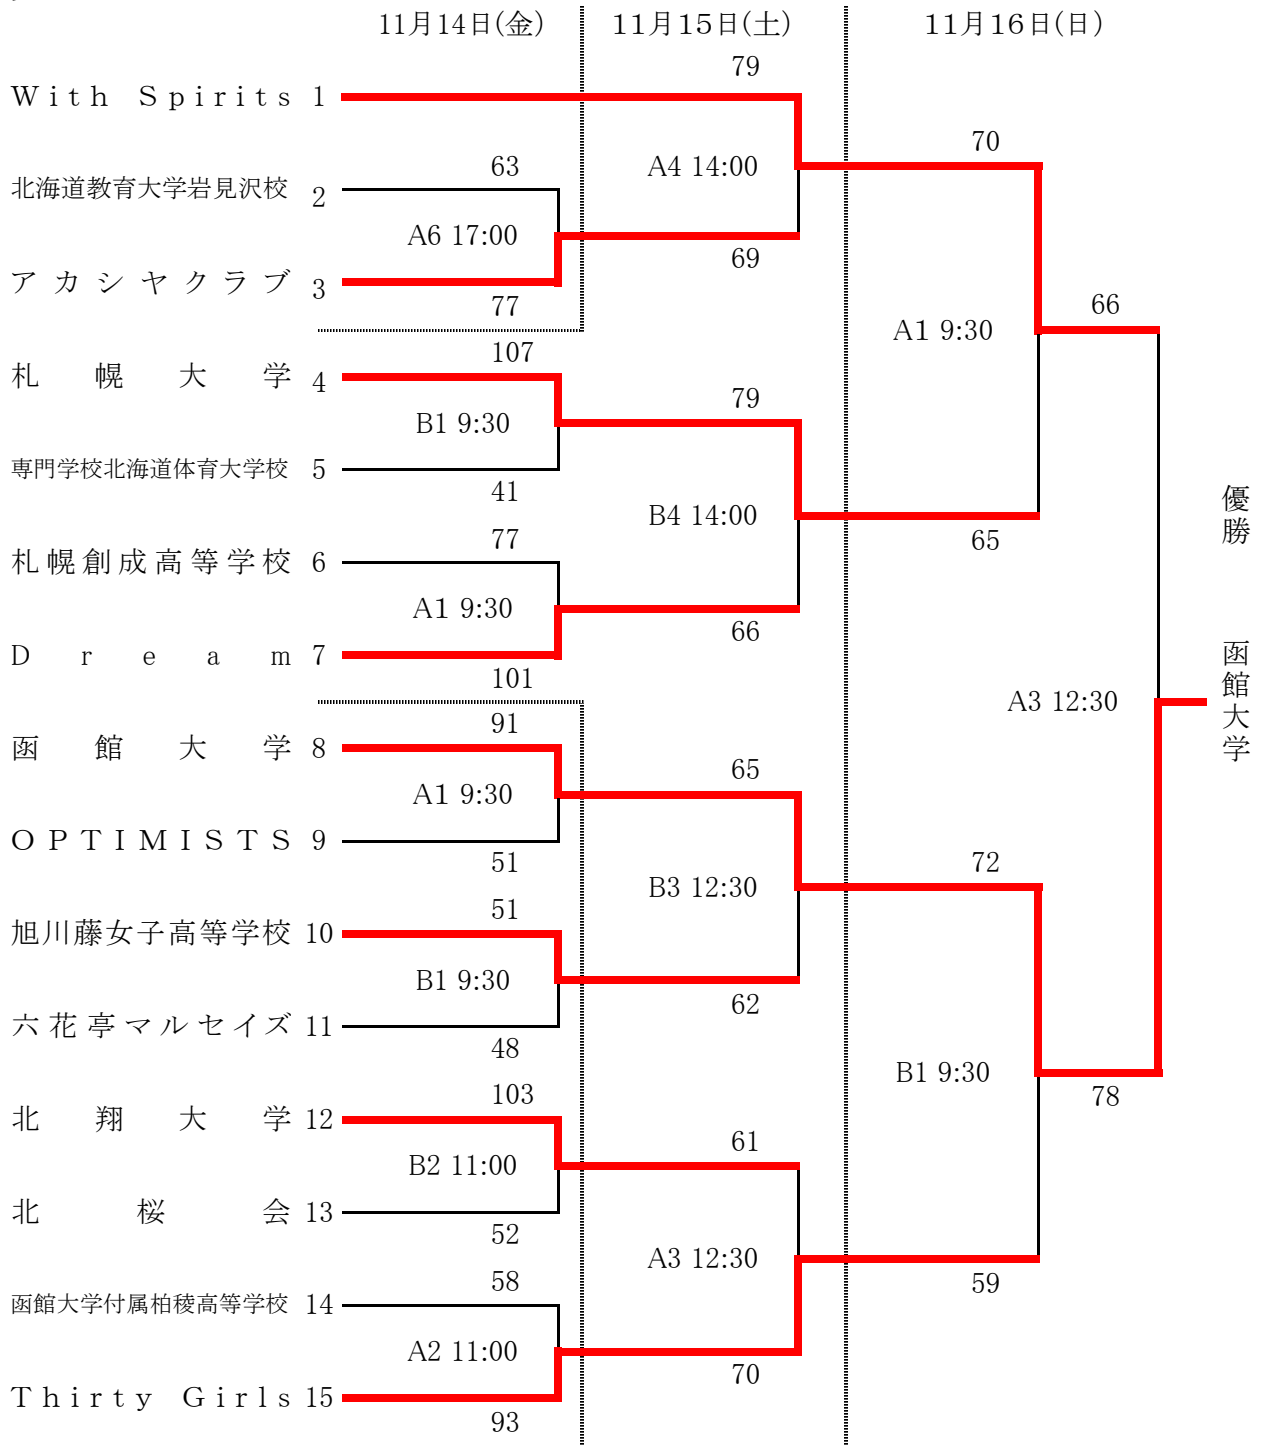 11月14日(金) 11月15日(土) 11月16日(日)
79
With Spirits 1
70
63
A4 14:00
北海道教育大学岩見沢校 2
A6 17:00
69
アカシヤクラブ 3
77
66
A1 9:30
107
札幌大学 4
79
B1 9:30
専門学校北海道体育大学校 5
41
B4 14:00
77
65
札幌創成高等学校 6
A1 9:30
66
Dream 7
101
優勝 函館大学
A3 12:30
91
函館大学 8
65
A1 9:30
OPTIMISTS 9
51
72
B3 12:30
51
旭川藤女子高等学校 10
B1 9:30
62
六花亭マルセイズ 11
48
B1 9:30
103
78
北翔大学 12
61
B2 11:00
北桜会 13
52
A3 12:30
58
59
函館大学付属柏稜高等学校 14
A2 11:00
70
Thirty Girls 15
93